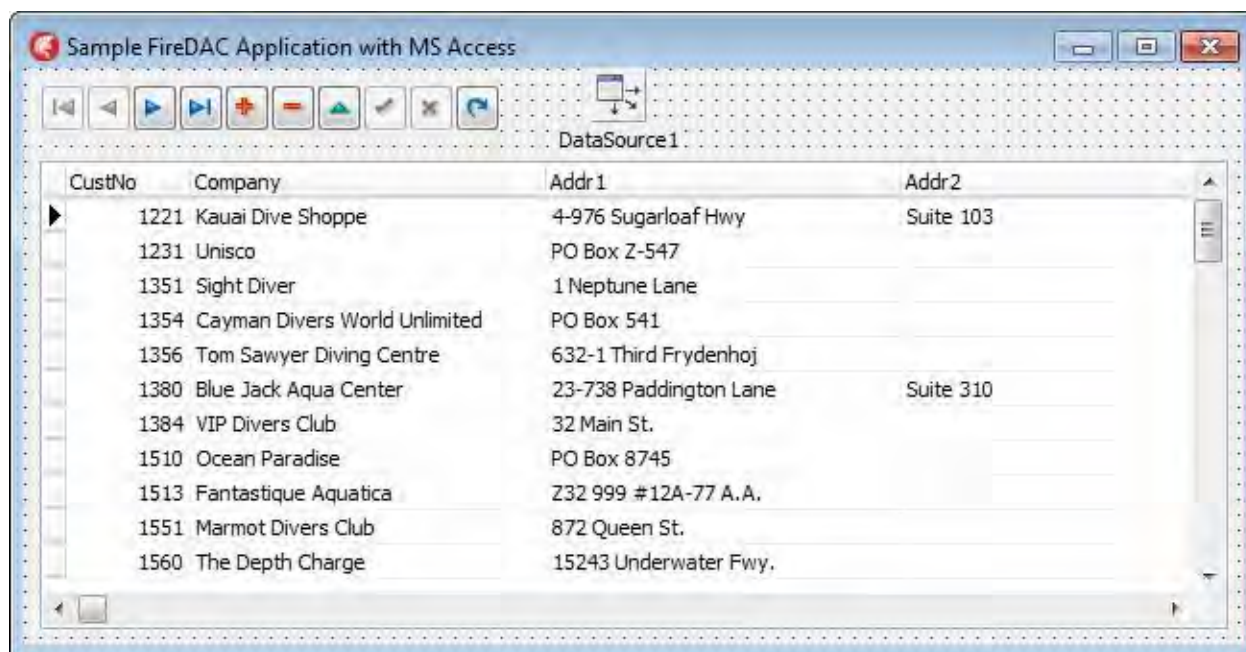 Sample FireDAC Application with MS Access
DataSource1
CustNo Company Addr1 Addr2
1221 Kauai Dive Shoppe 4-976 Sugarloaf Hwy Suite 103
1231 Unisco PO Box Z-547
1351 Sight Diver 1 Neptune Lane
1354 Cayman Divers World Unlimited PO Box 541
1356 Tom Sawyer Diving Centre 632-1 Third Frydenhoj
1380 Blue Jack Aqua Center 23-738 Paddington Lane Suite 310
1384 VIP Divers Club 32 Main St.
1510 Ocean Paradise PO Box 8745
1513 Fantastique Aquatica Z32 999 #12A-77 A.A.
1551 Marmot Divers Club 872 Queen St.
1560 The Depth Charge 15243 Underwater Fwy.